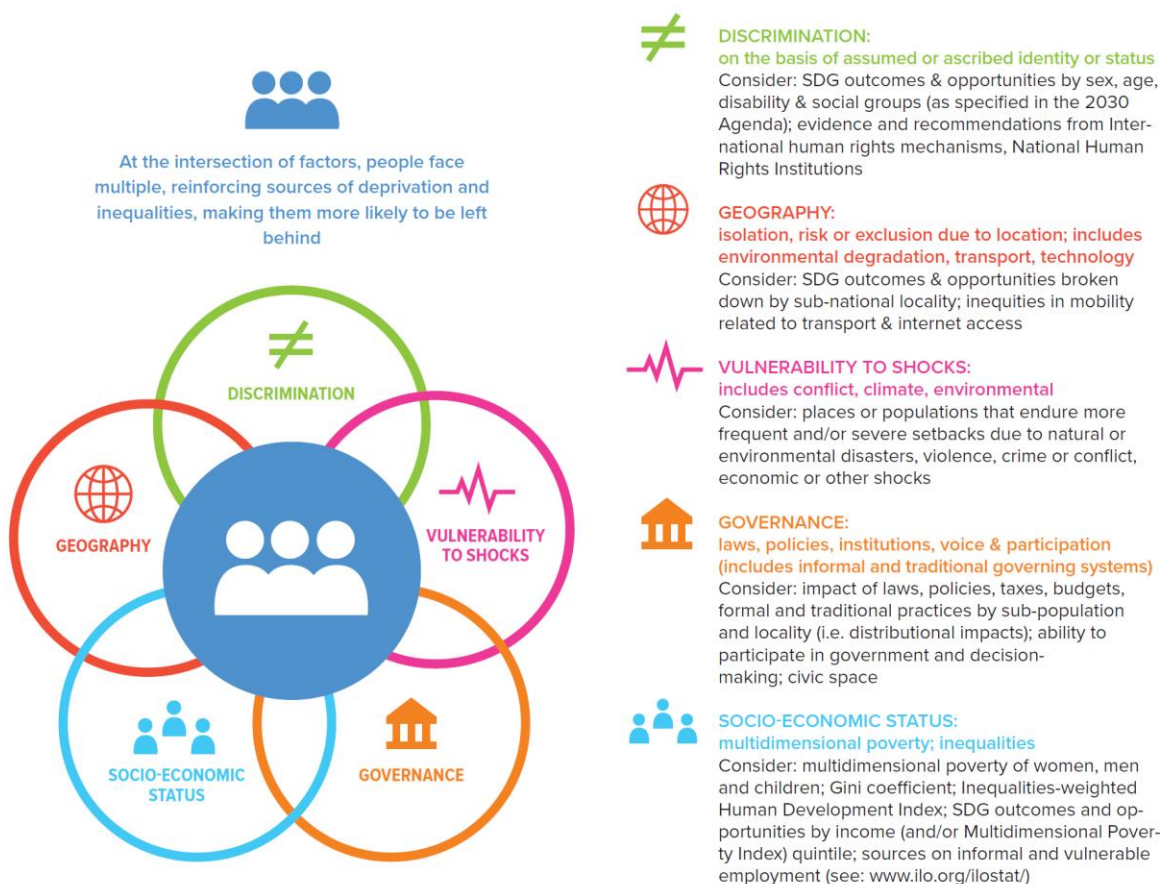 At the intersection of factors, people face
multiple, reinforcing sources of deprivation and
inequalities, making them more likely to be left
behind
DISCRIMINATION
GEOGRAPHY
VULNERABILITY
TO SHOCKS
SOCIO-ECONOMIC
STATUS
GOVERNANCE
DISCRIMINATION:
on the basis of assumed or ascribed identity or status
Consider: SDG outcomes & opportunities by sex, age,
disability & social groups (as specified in the 2030
Agenda); evidence and recommendations from Inter-
national human rights mechanisms, National Human
Rights Institutions
GEOGRAPHY:
isolation, risk or exclusion due to location; includes
environmental degradation, transport, technology
Consider: SDG outcomes & opportunities broken
down by sub-national locality; inequities in mobility
related to transport & internet access
VULNERABILITY TO SHOCKS:
includes conflict, climate, environmental
Consider: places or populations that endure more
frequent and/or severe setbacks due to natural or
environmental disasters, violence, crime or conflict,
economic or other shocks
GOVERNANCE:
laws, policies, institutions, voice & participation
(includes informal and traditional governing systems)
Consider: impact of laws, policies, taxes, budgets,
formal and traditional practices by sub-population
and locality (i.e. distributional impacts); ability to
participate in government and decision-
making; civic space
SOCIO-ECONOMIC STATUS:
multidimensional poverty; inequalities
Consider: multidimensional poverty of women, men
and children; Gini coefficient; Inequalities-weighted
Human Development Index; SDG outcomes and op-
portunities by income (and/or Multidimensional Pover-
ty Index) quintile; sources on informal and vulnerable
employment (see: www.ilo.org/ilostat/)